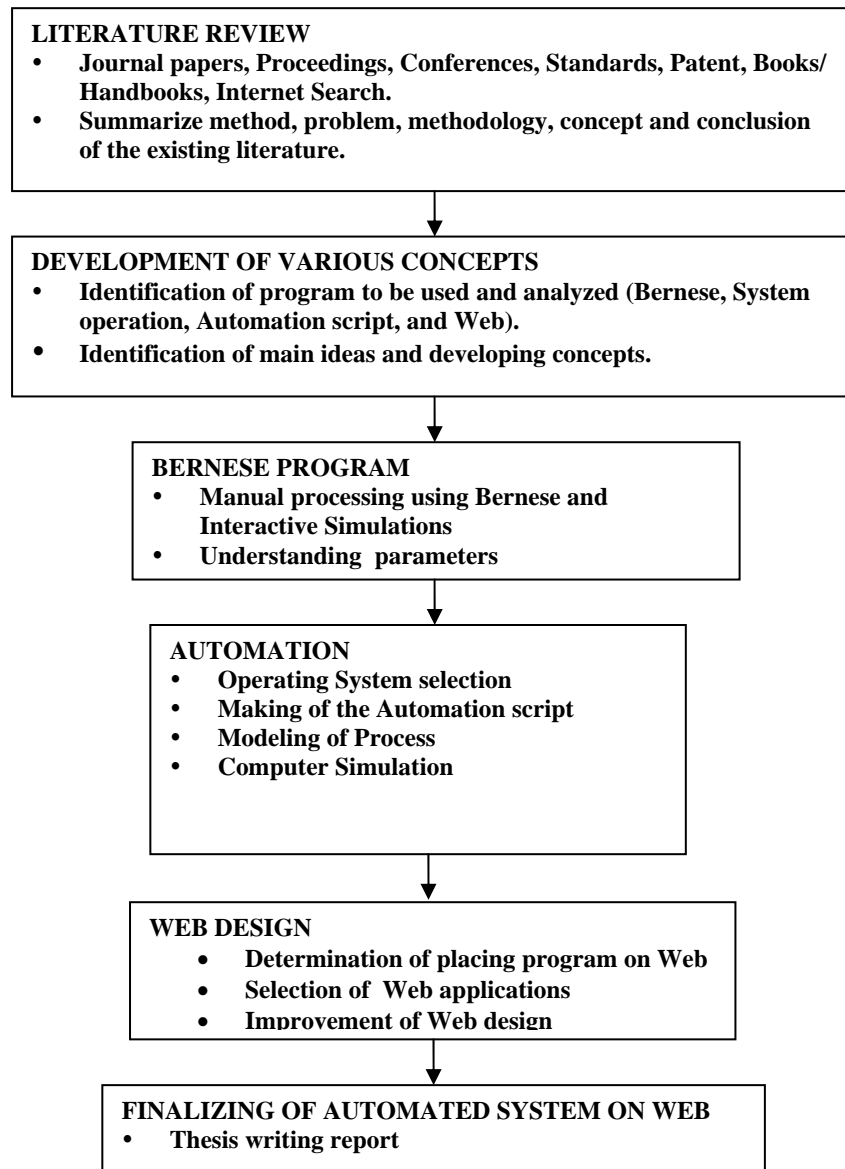 LITERATURE REVIEW
• Journal papers, Proceedings, Conferences, Standards, Patent, Books/
Handbooks, Internet Search.
• Summarize method, problem, methodology, concept and conclusion
of the existing literature.
DEVELOPMENT OF VARIOUS CONCEPTS
• Identification of program to be used and analyzed (Bernese, System
operation, Automation script, and Web).
• Identification of main ideas and developing concepts.
BERNESE PROGRAM
• Manual processing using Bernese and
Interactive Simulations
• Understanding parameters
AUTOMATION
• Operating System selection
• Making of the Automation script
• Modeling of Process
• Computer Simulation
WEB DESIGN
• Determination of placing program on Web
• Selection of Web applications
• Improvement of Web design
FINALIZING OF AUTOMATED SYSTEM ON WEB
• Thesis writing report